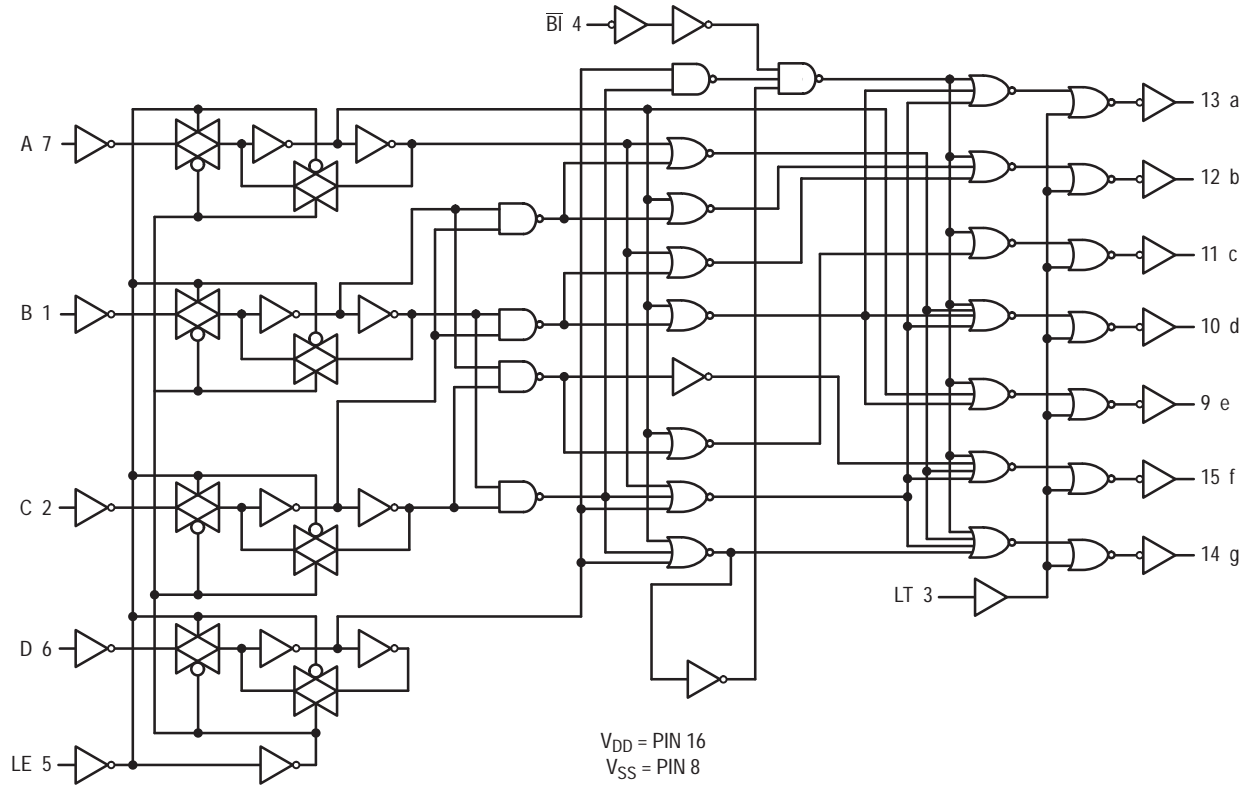 B̅I̅ 4
A 7
B 1
C 2
D 6
LE 5
LT 3
13 a
12 b
11 c
10 d
9 e
15 f
14 g
VDD = PIN 16
VSS = PIN 8